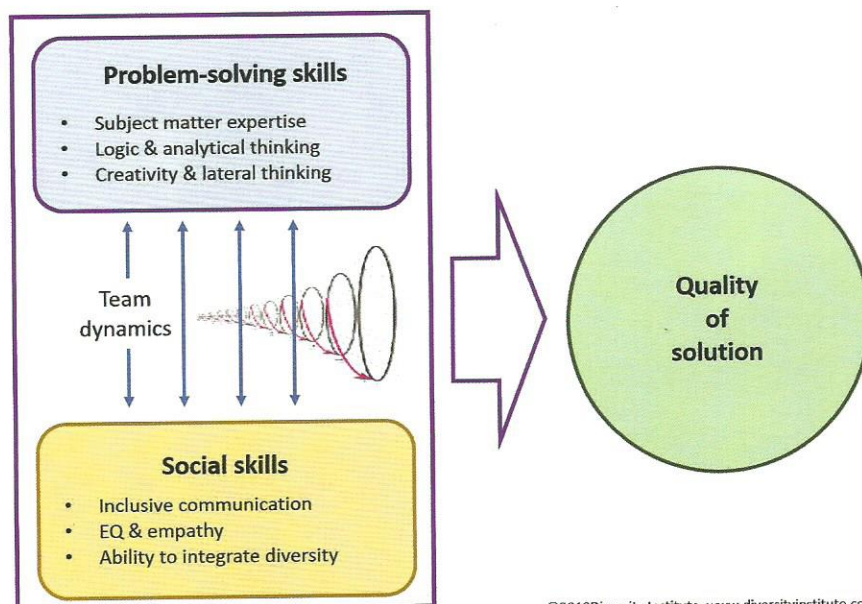 Problem-solving skills
• Subject matter expertise
• Logic & analytical thinking
• Creativity & lateral thinking
Team
dynamics
Quality
of
solution
Social skills
• Inclusive communication
• EQ & empathy
• Ability to integrate diversity